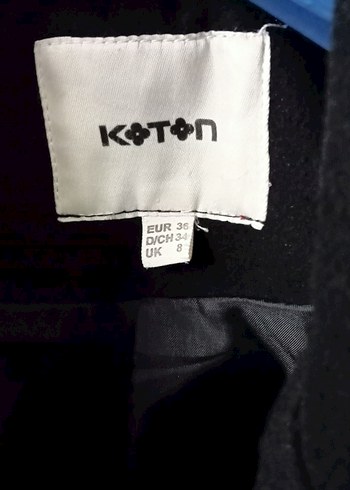 KOTON
EUR 36
D/CH 34
UK 8